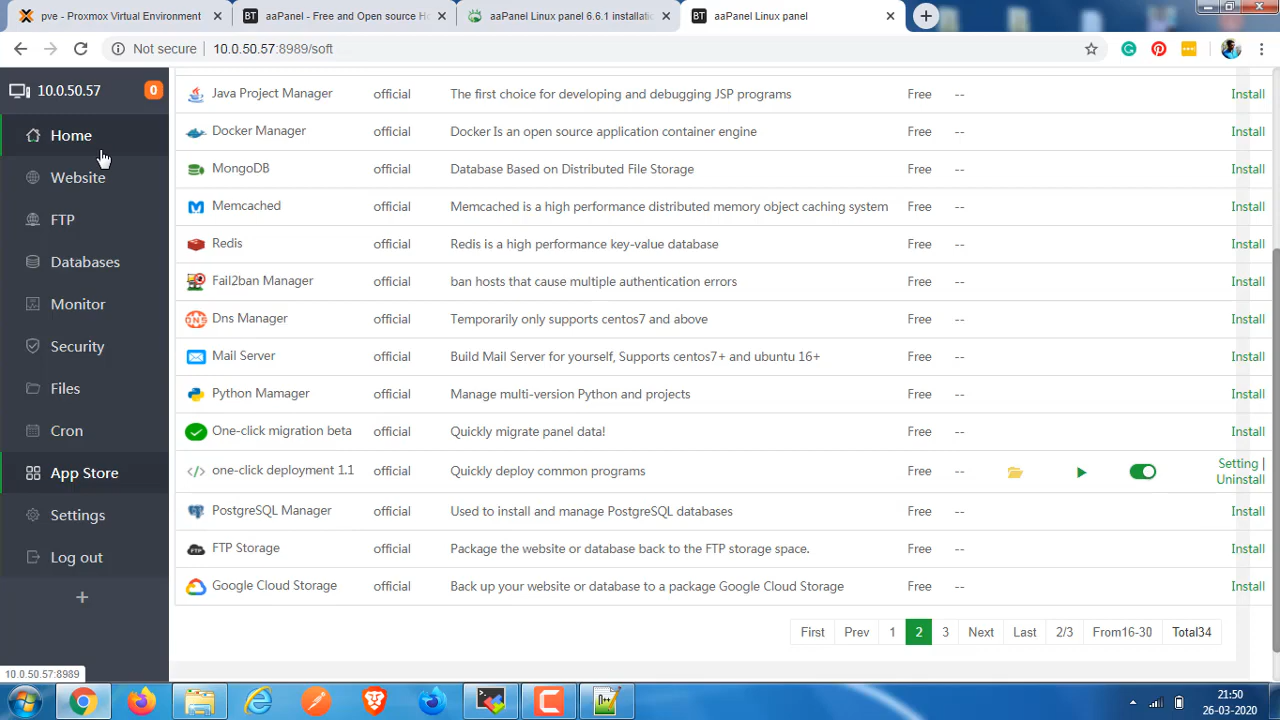 pve - Proxmox Virtual Environment
aaPanel - Free and Open source Ho
aaPanel Linux panel 6.6.1 installatio
aaPanel Linux panel
Not secure 10.0.50.57:8989/soft
10.0.50.57 0
Home
Website
FTP
Databases
Monitor
Security
Files
Cron
App Store
Settings
Log out
+
Java Project Manager official The first choice for developing and debugging JSP programs Free -- Install
Docker Manager official Docker Is an open source application container engine Free -- Install
MongoDB official Database Based on Distributed File Storage Free -- Install
Memcached official Memcached is a high performance distributed memory object caching system Free -- Install
Redis official Redis is a high performance key-value database Free -- Install
Fail2ban Manager official ban hosts that cause multiple authentication errors Free -- Install
DNS Dns Manager official Temporarily only supports centos7 and above Free -- Install
Mail Server official Build Mail Server for yourself, Supports centos7+ and ubuntu 16+ Free -- Install
Python Mamager official Manage multi-version Python and projects Free -- Install
One-click migration beta official Quickly migrate panel data! Free -- Install
one-click deployment 1.1 official Quickly deploy common programs Free -- Setting |
Uninstall
PostgreSQL Manager official Used to install and manage PostgreSQL databases Free -- Install
FTP FTP Storage official Package the website or database back to the FTP storage space. Free -- Install
Google Cloud Storage official Back up your website or database to a package Google Cloud Storage Free -- Install
First Prev 1 2 3 Next Last 2/3 From16-30 Total34
10.0.50.57:8989
21:50
26-03-2020